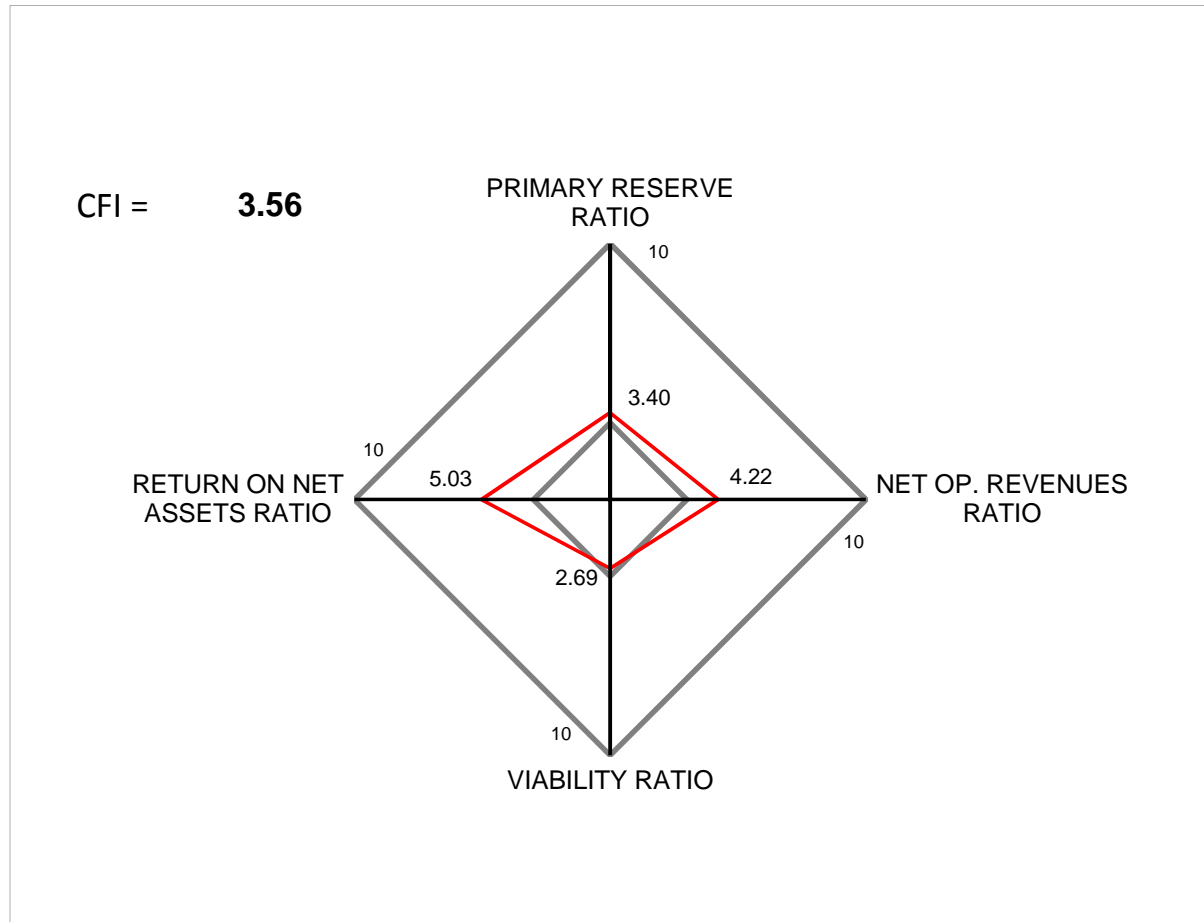 CFI = 3.56
PRIMARY RESERVE
RATIO
10
3.40
10
RETURN ON NET
ASSETS RATIO
5.03
4.22
NET OP. REVENUES
RATIO
10
2.69
10
VIABILITY RATIO